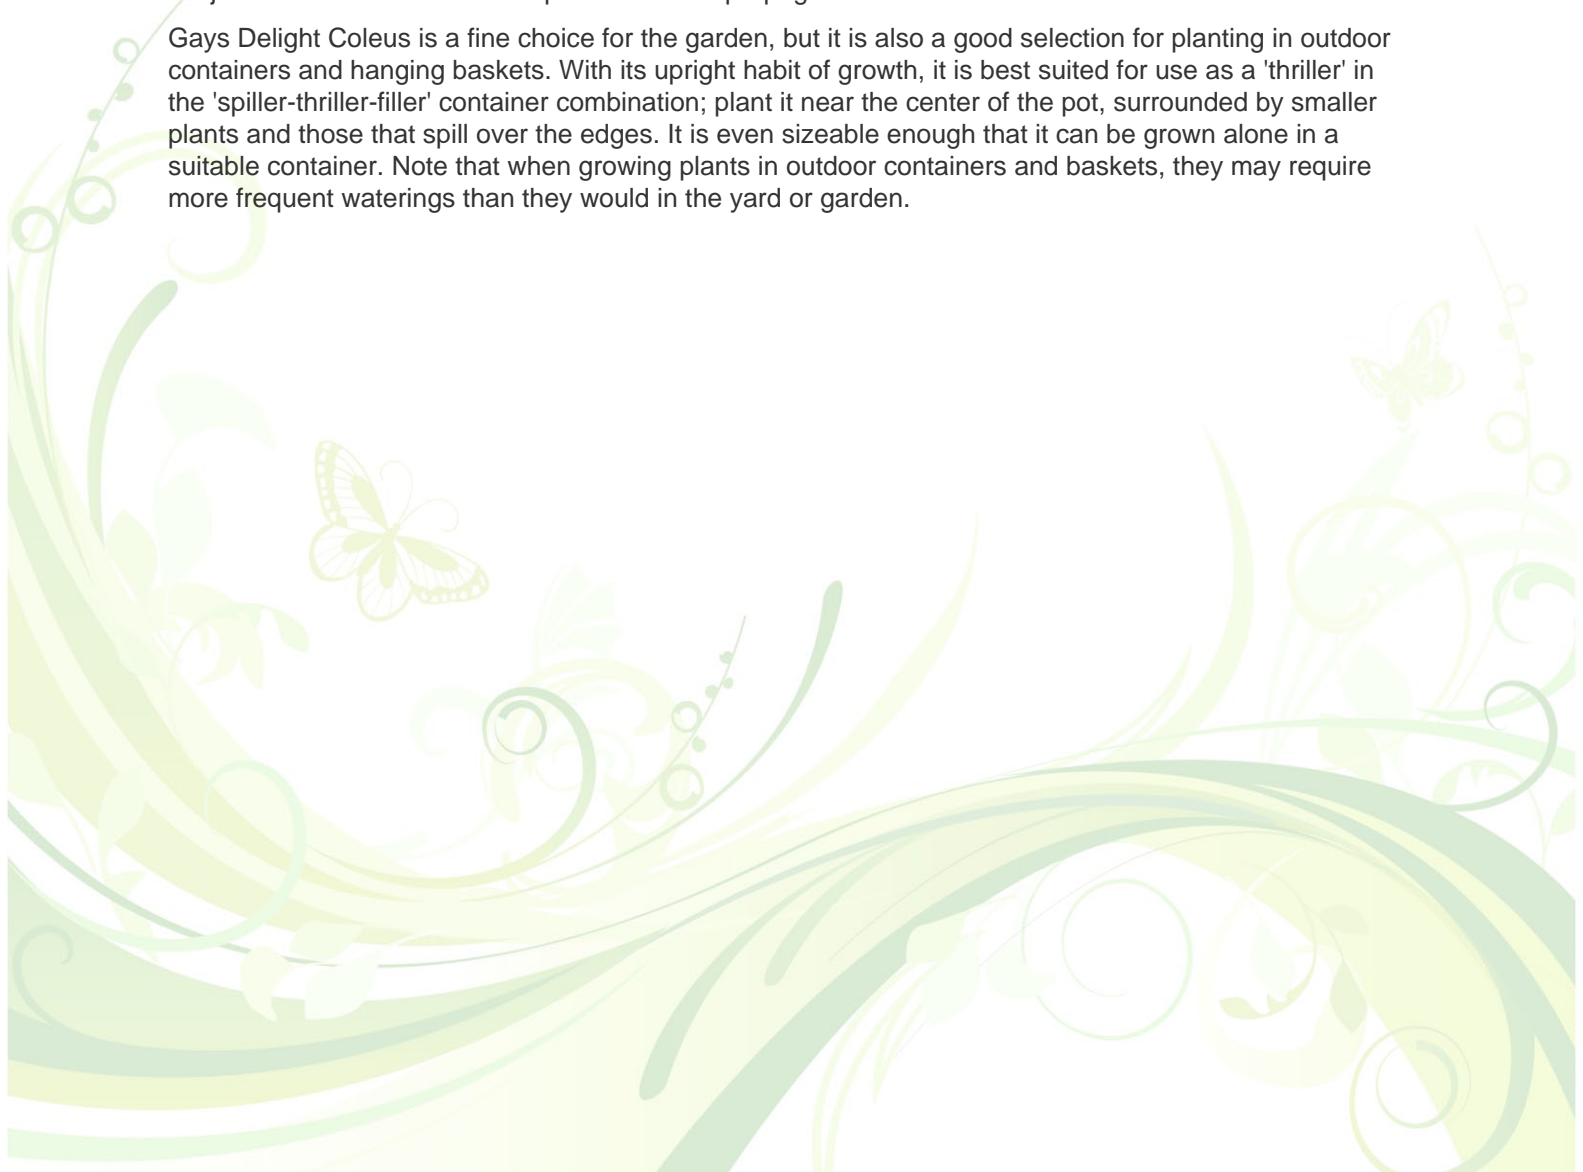 Gays Delight Coleus is a fine choice for the garden, but it is also a good selection for planting in outdoor
containers and hanging baskets. With its upright habit of growth, it is best suited for use as a 'thriller' in
the 'spiller-thriller-filler' container combination; plant it near the center of the pot, surrounded by smaller
plants and those that spill over the edges. It is even sizeable enough that it can be grown alone in a
suitable container. Note that when growing plants in outdoor containers and baskets, they may require
more frequent waterings than they would in the yard or garden.